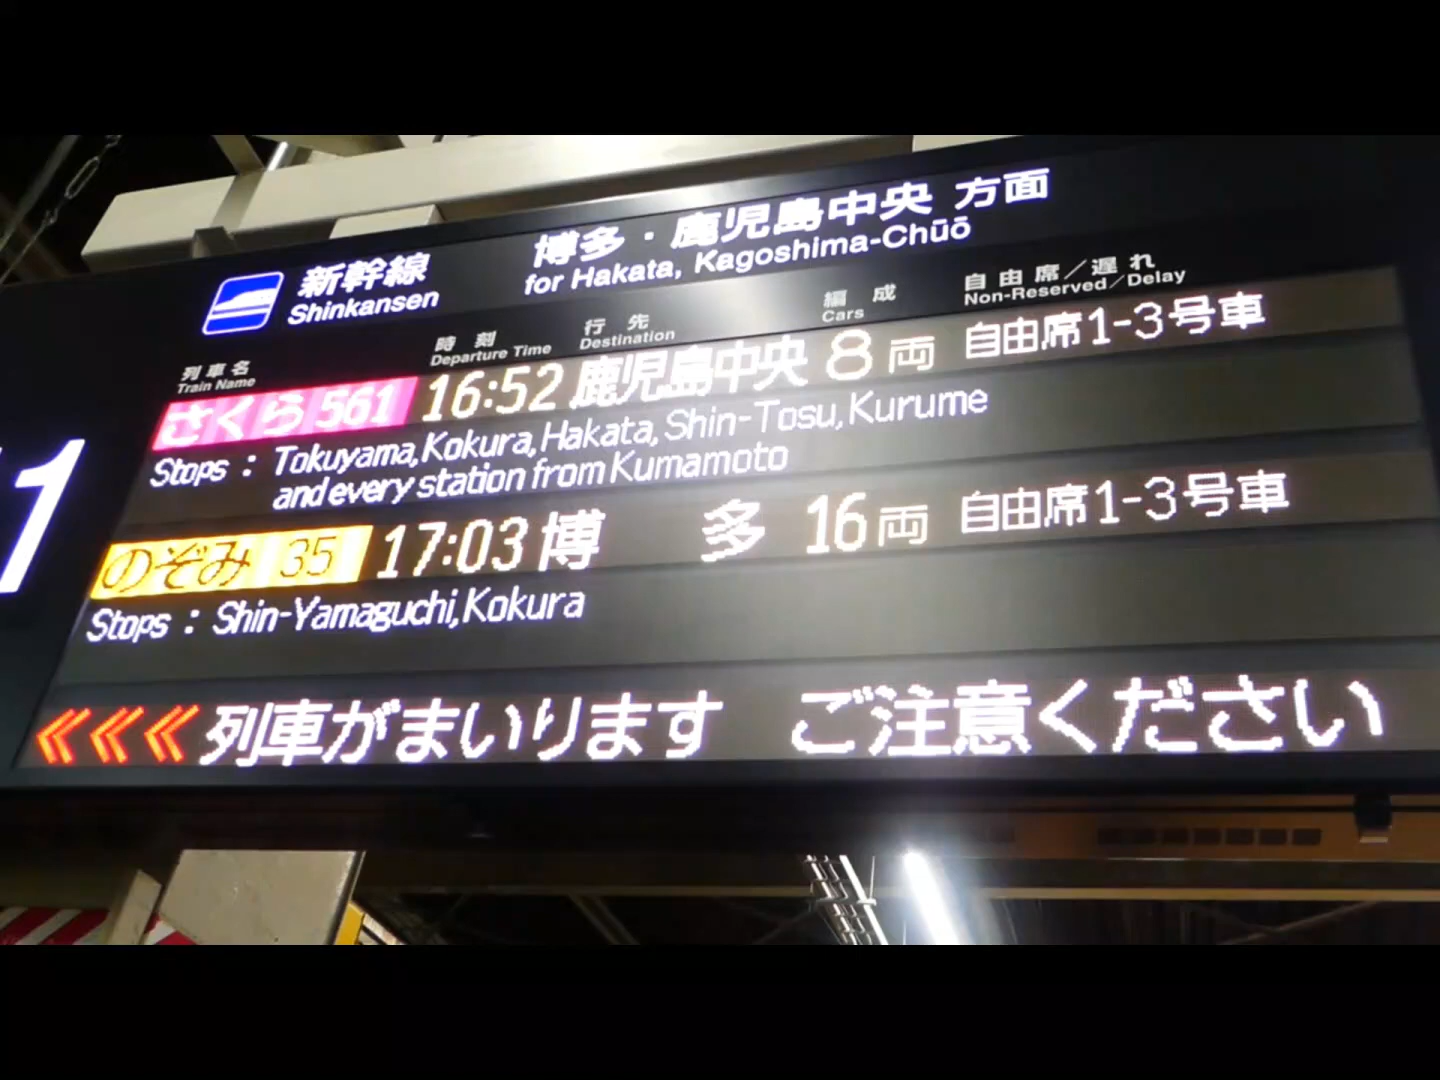 新幹線 博多・鹿児島中央 方面
Shinkansen for Hakata, Kagoshima-Chūō
列車名 時刻 行先 編成 自由席/遅れ
Train Name Departure Time Destination Cars Non-Reserved/Delay
さくら 561 16:52 鹿児島中央 8両 自由席1-3号車
Stops : Tokuyama,Kokura,Hakata,Shin-Tosu,Kurume
and every station from Kumamoto
のぞみ 35 17:03 博多 16両 自由席1-3号車
Stops : Shin-Yamaguchi,Kokura
列車がまいります ご注意ください